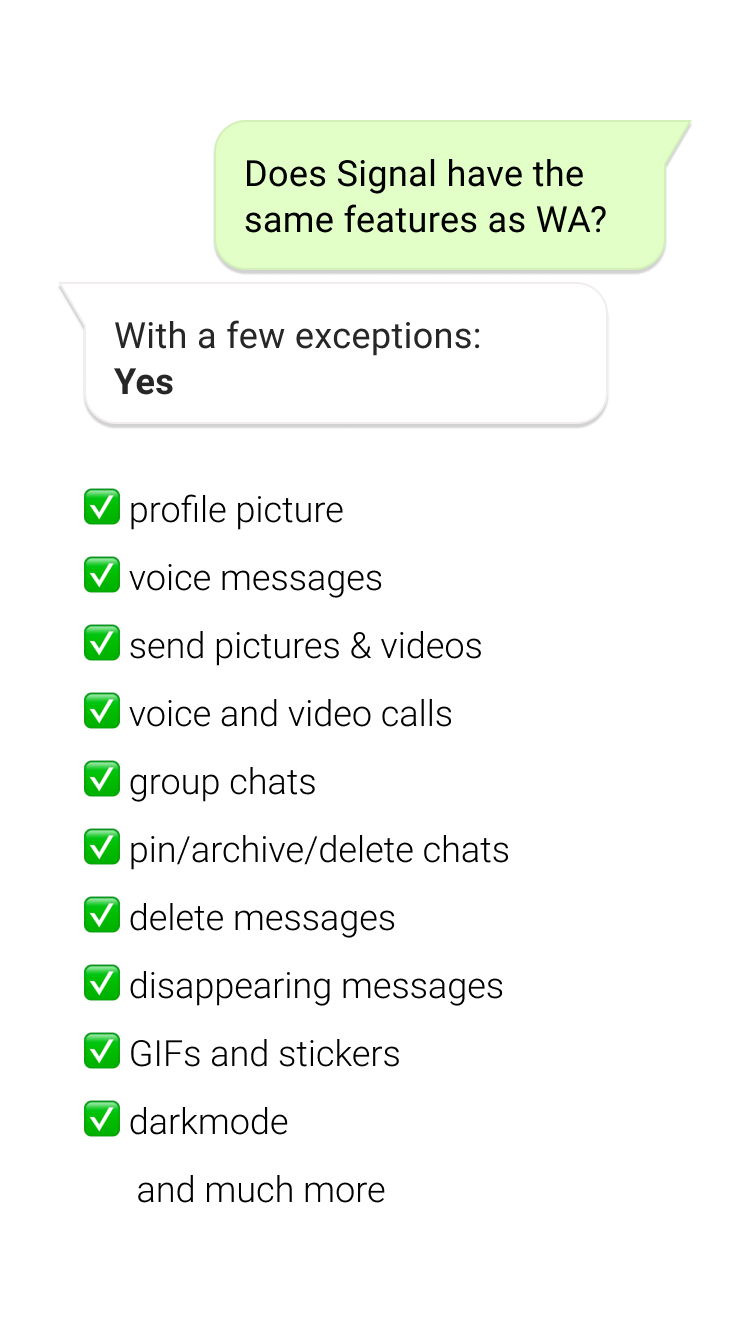 Does Signal have the
same features as WA?
With a few exceptions:
Yes
✅ profile picture
✅ voice messages
✅ send pictures & videos
✅ voice and video calls
✅ group chats
✅ pin/archive/delete chats
✅ delete messages
✅ disappearing messages
✅ GIFs and stickers
✅ darkmode
and much more